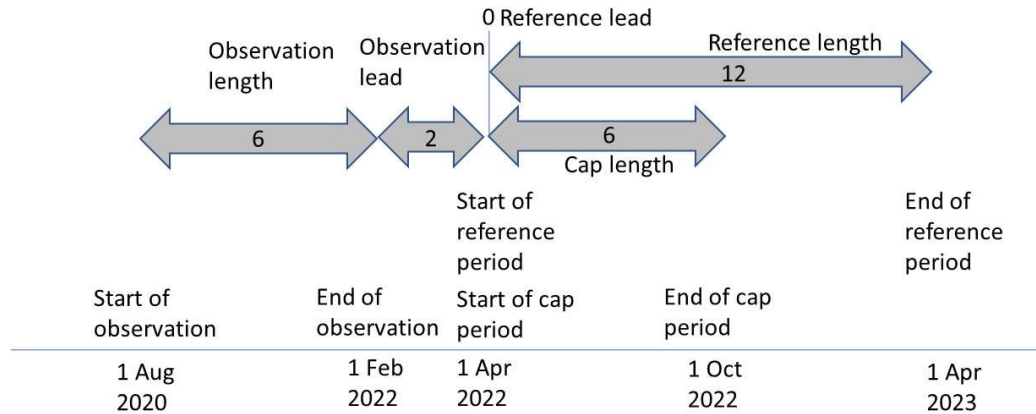 0 Reference lead
Observation
length
Observation
lead
Reference length
12
6
2
6
Cap length
Start of
reference
period
End of
reference
period
Start of
observation
End of
observation
Start of cap
period
End of cap
period
1 Aug
2020
1 Feb
2022
1 Apr
2022
1 Oct
2022
1 Apr
2023